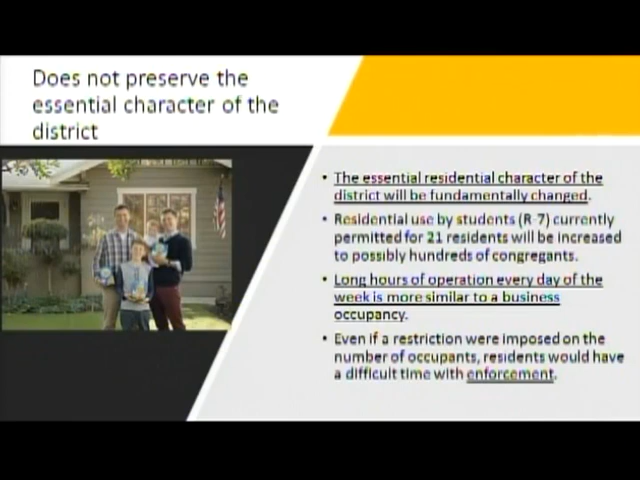 Does not preserve the
essential character of the
district
• The essential residential character of the
district will be fundamentally changed.
• Residential use by students (R-7) currently
permitted for 21 residents will be increased
to possibly hundreds of congregants.
• Long hours of operation every day of the
week is more similar to a business
occupancy.
• Even if a restriction were imposed on the
number of occupants, residents would have
a difficult time with enforcement.